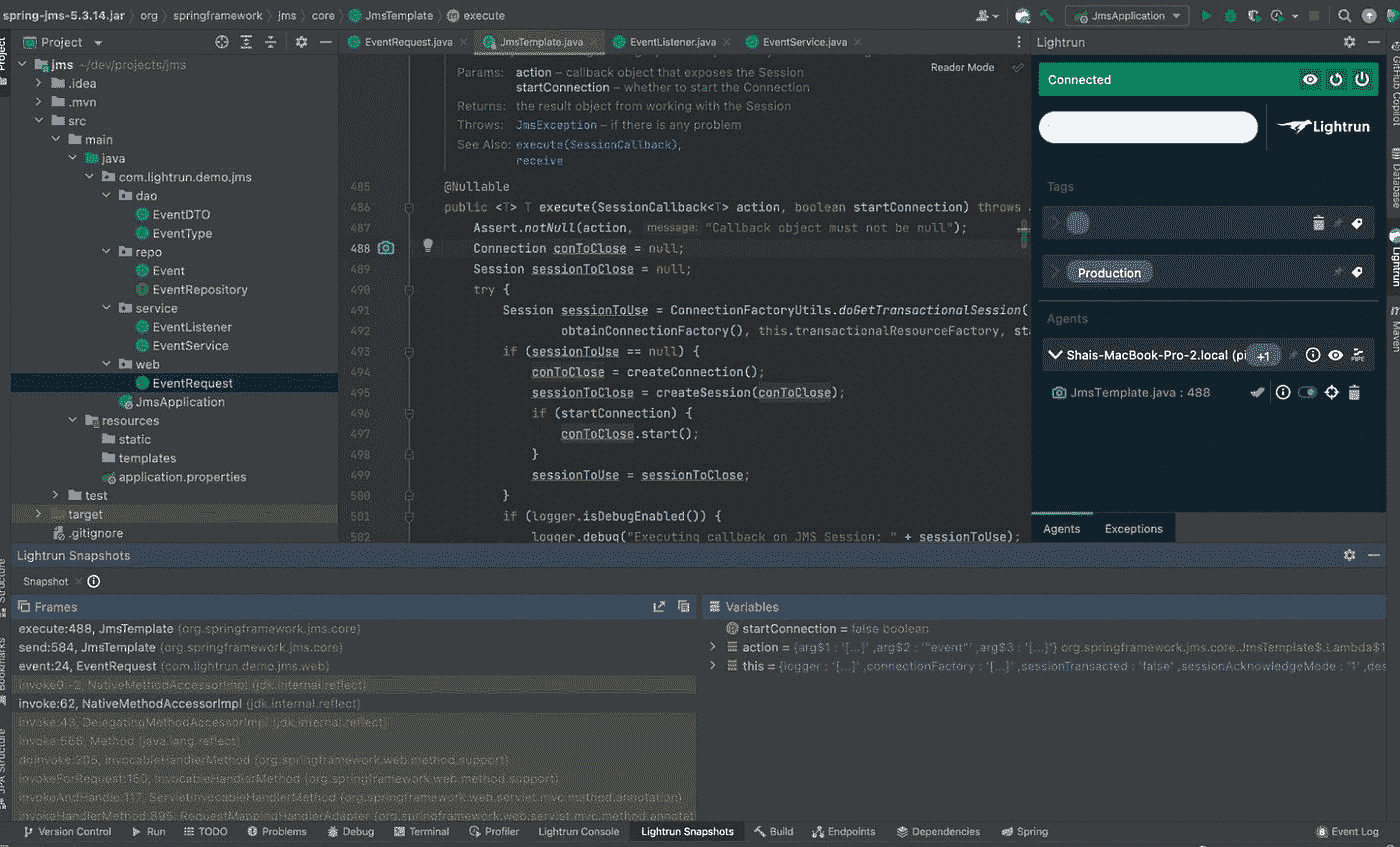 spring-jms-5.3.14.jar org springframework jms core JmsTemplate execute
JmsApplication
Project
EventRequest.java JmsTemplate.java EventListener.java EventService.java
Lightrun
jms ~/dev/projects/jms
.idea
.mvn
src
main
java
com.lightrun.demo.jms
dao
EventDTO
EventType
repo
Event
EventRepository
service
EventListener
EventService
web
EventRequest
JmsApplication
resources
static
templates
application.properties
test
target
.gitignore
Reader Mode
Params: action – callback object that exposes the Session
startConnection – whether to start the Connection
Returns: the result object from working with the Session
Throws: JmsException – if there is any problem
See Also: execute(SessionCallback),
receive
485 @Nullable
486 public <T> T execute(SessionCallback<T> action, boolean startConnection) throws
487 Assert.notNull(action, message: "Callback object must not be null");
488 Connection conToClose = null;
489 Session sessionToClose = null;
490 try {
491 Session sessionToUse = ConnectionFactoryUtils.doGetTransactionalSession(
492 obtainConnectionFactory(), this.transactionalResourceFactory, sta
493 if (sessionToUse == null) {
494 conToClose = createConnection();
495 sessionToClose = createSession(conToClose);
496 if (startConnection) {
497 conToClose.start();
498 }
499 sessionToUse = sessionToClose;
500 }
501 if (logger.isDebugEnabled()) {
502 logger.debug("Executing callback on JMS Session: " + sessionToUse);
Connected
Lightrun
Tags
Production
Agents
Shais-MacBook-Pro-2.local (pi +1
JmsTemplate.java : 488
Agents Exceptions
Project
Github Copilot
Database
Lightrun
Maven
Structure
Bookmarks
JPA Structure
Lightrun Snapshots
Snapshot
Frames
execute:488, JmsTemplate (org.springframework.jms.core)
send:584, JmsTemplate (org.springframework.jms.core)
event:24, EventRequest (com.lightrun.demo.jms.web)
invoke0:-2, NativeMethodAccessorImpl (jdk.internal.reflect)
invoke:62, NativeMethodAccessorImpl (jdk.internal.reflect)
invoke:43, DelegatingMethodAccessorImpl (jdk.internal.reflect)
invoke:566, Method (java.lang.reflect)
doInvoke:205, InvocableHandlerMethod (org.springframework.web.method.support)
invokeForRequest:150, InvocableHandlerMethod (org.springframework.web.method.support)
invokeAndHandle:117, ServletInvocableHandlerMethod (org.springframework.web.servlet.mvc.method.annotation)
invokeHandlerMethod:895, RequestMappingHandlerAdapter (org.springframework.web.servlet.mvc.method.annotat
Variables
startConnection = false boolean
action = {arg$1 : '[...]' ,arg$2 : '"event"' ,arg$3 : '[...]'} org.springframework.jms.core.JmsTemplate$Lambda$1
this = {logger : '[...]' ,connectionFactory : '[...]' ,sessionTransacted : 'false' ,sessionAcknowledgeMode : '1' ,des
Version Control Run TODO Problems Debug Terminal Profiler Lightrun Console Lightrun Snapshots Build Endpoints Dependencies Spring 8 Event Log